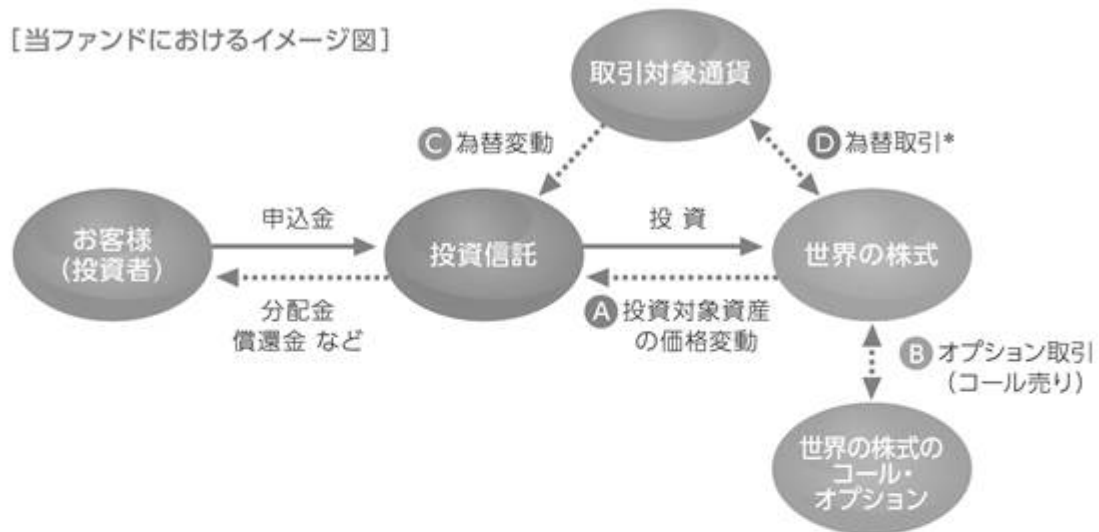 [当ファンドにおけるイメージ図]
取引対象通貨
C 為替変動
D 為替取引*
お客様
(投資者)
申込金
投資信託
投 資
世界の株式
分配金
償還金 など
A 投資対象資産
の価格変動
B オプション取引
(コール売り)
世界の株式の
コール・
オプション